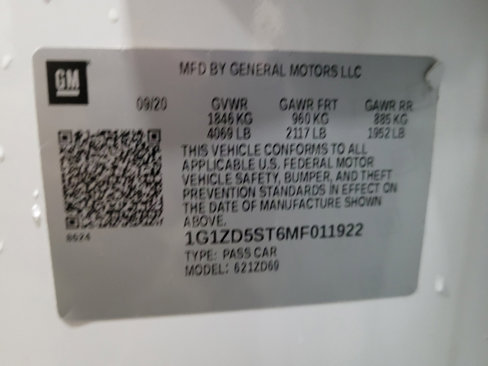 GM
MFD BY GENERAL MOTORS LLC
09/20 GVWR GAWR FRT GAWR RR
1846 KG 960 KG 885 KG
4069 LB 2117 LB 1952 LB
THIS VEHICLE CONFORMS TO ALL
APPLICABLE U.S. FEDERAL MOTOR
VEHICLE SAFETY, BUMPER, AND THEFT
PREVENTION STANDARDS IN EFFECT ON
THE DATE OF MANUFACTURE SHOWN
ABOVE.
8624
1G1ZD5ST6MF011922
TYPE: PASS CAR
MODEL: 621ZD69